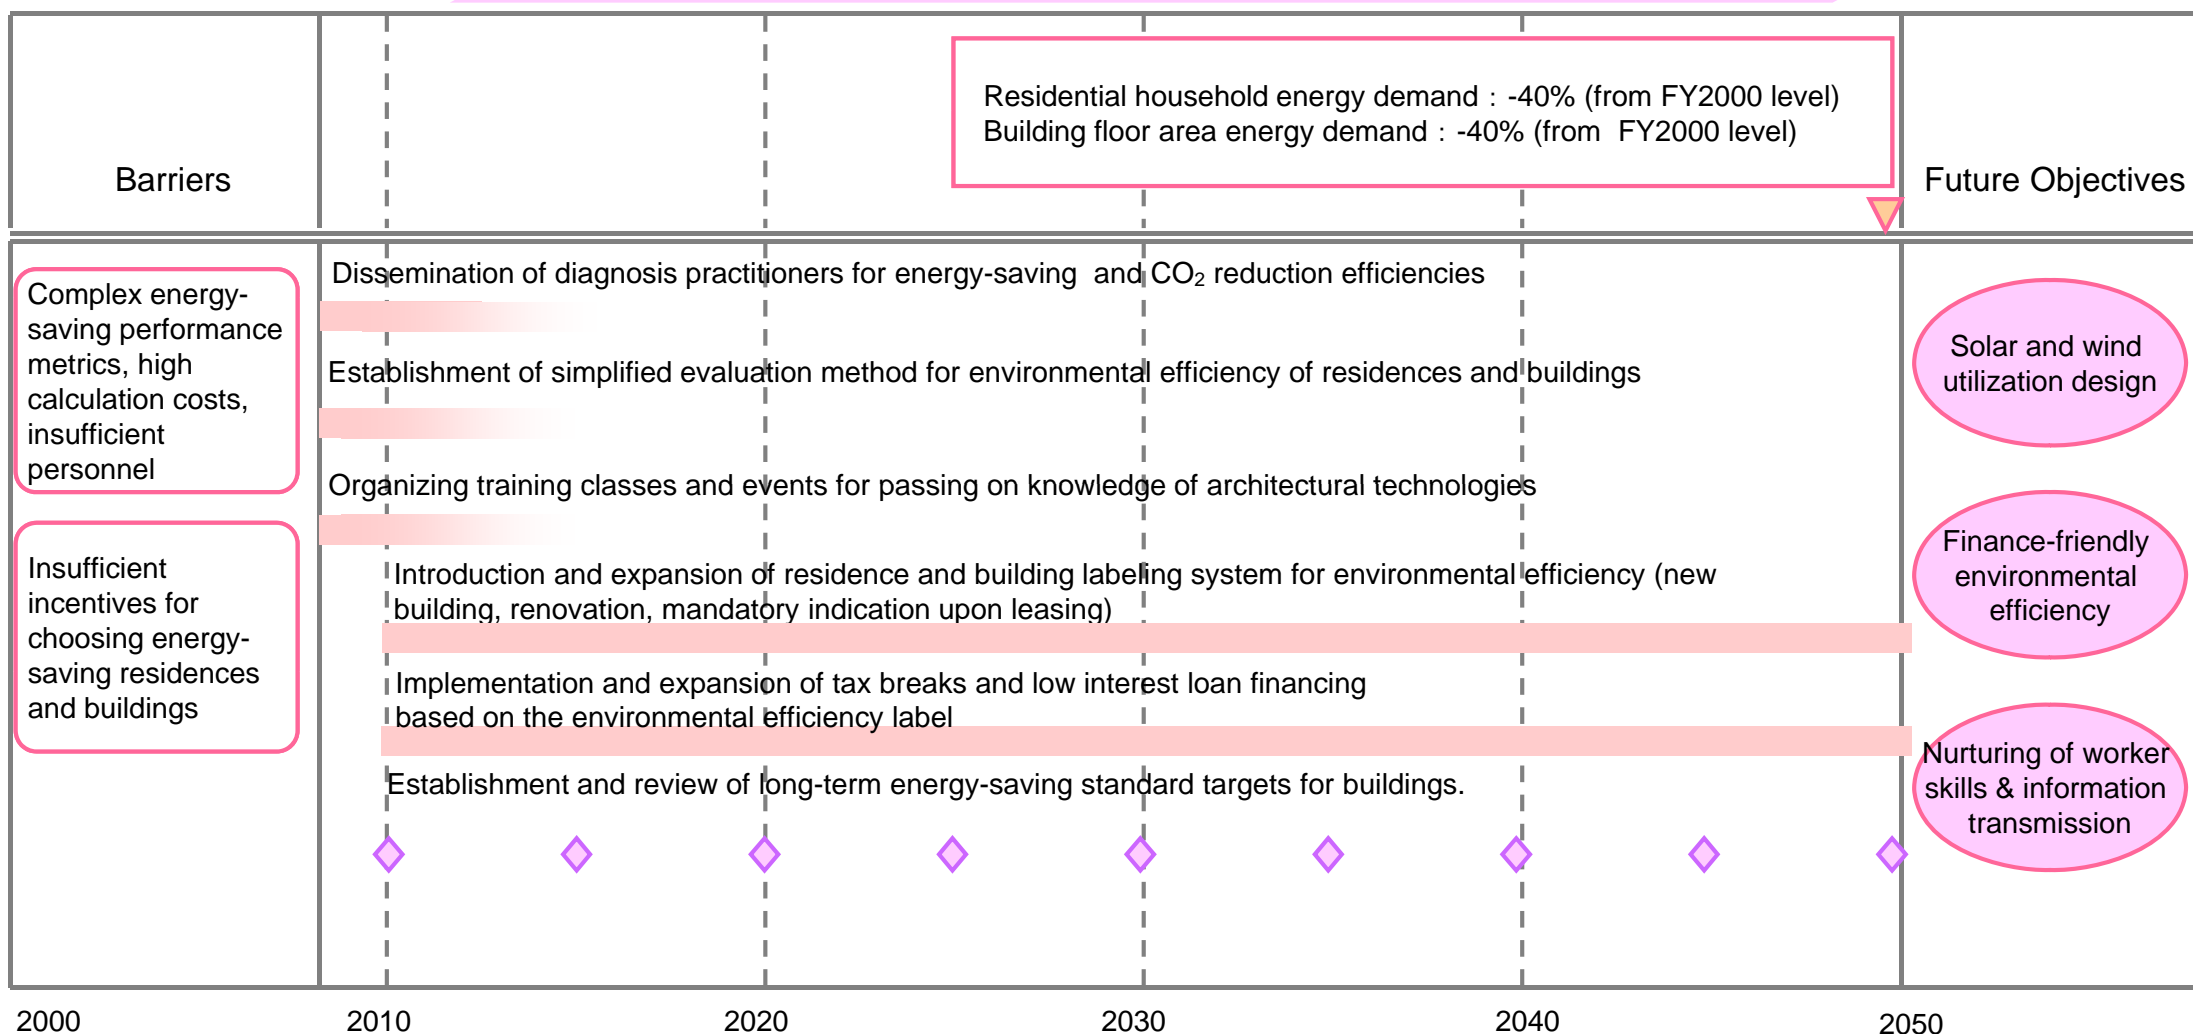 Residential household energy demand：-40% (from FY2000 level)
Building floor area energy demand：-40% (from FY2000 level)
Barriers
Future Objectives
Complex energy-
saving performance
metrics, high
calculation costs,
insufficient
personnel
Insufficient
incentives for
choosing energy-
saving residences
and buildings
Dissemination of diagnosis practitioners for energy-saving and CO₂ reduction efficiencies
Establishment of simplified evaluation method for environmental efficiency of residences and buildings
Organizing training classes and events for passing on knowledge of architectural technologies
Introduction and expansion of residence and building labeling system for environmental efficiency (new
building, renovation, mandatory indication upon leasing)
Implementation and expansion of tax breaks and low interest loan financing
based on the environmental efficiency label
Establishment and review of long-term energy-saving standard targets for buildings.
Solar and wind
utilization design
Finance-friendly
environmental
efficiency
Nurturing of worker
skills & information
transmission
2000
2010
2020
2030
2040
2050